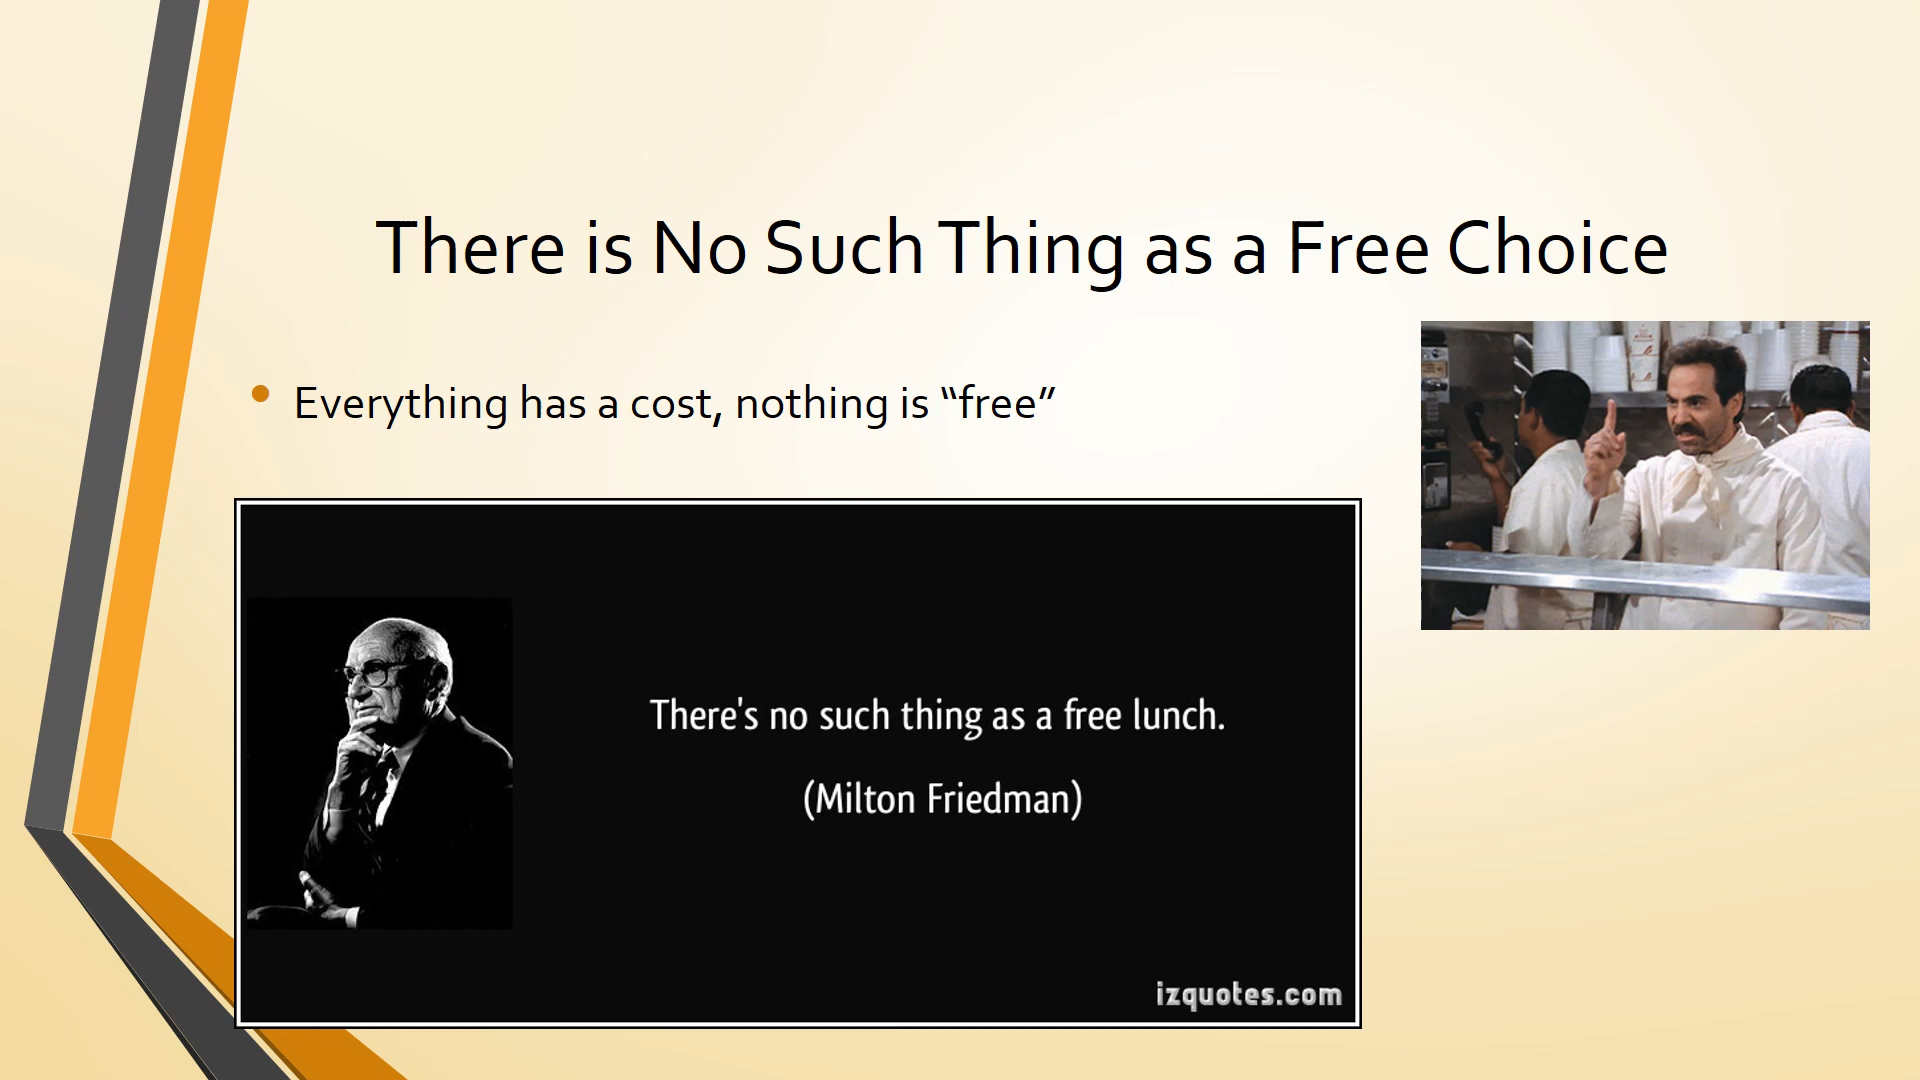 There is No Such Thing as a Free Choice
• Everything has a cost, nothing is “free”
There's no such thing as a free lunch.
(Milton Friedman)
izquotes.com